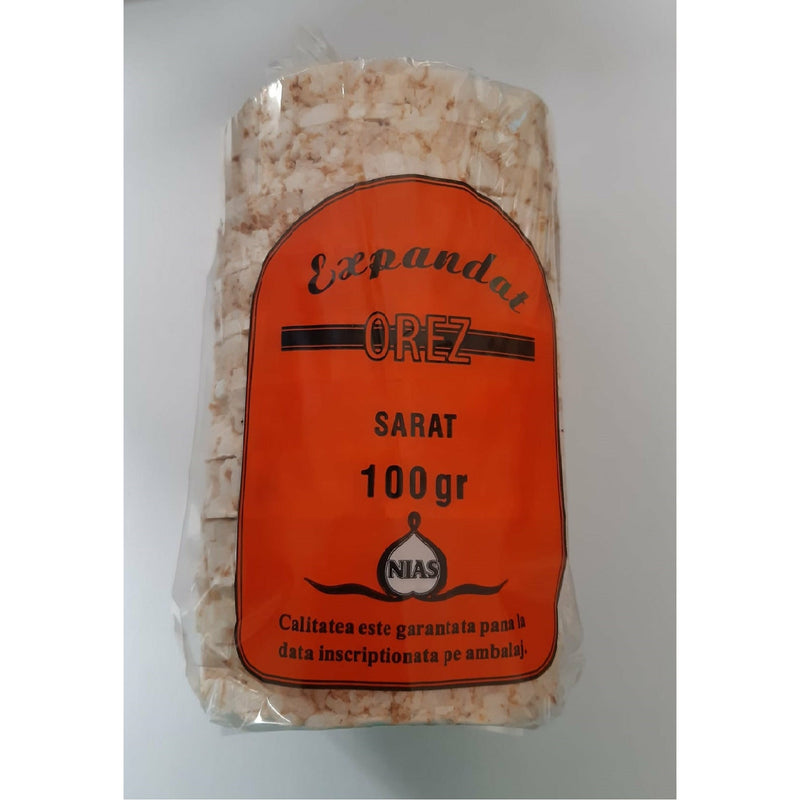 Expandat
OREZ
SARAT
100gr
NIAS
Calitatea este garantata pana la
data inscriptionata pe ambalaj.